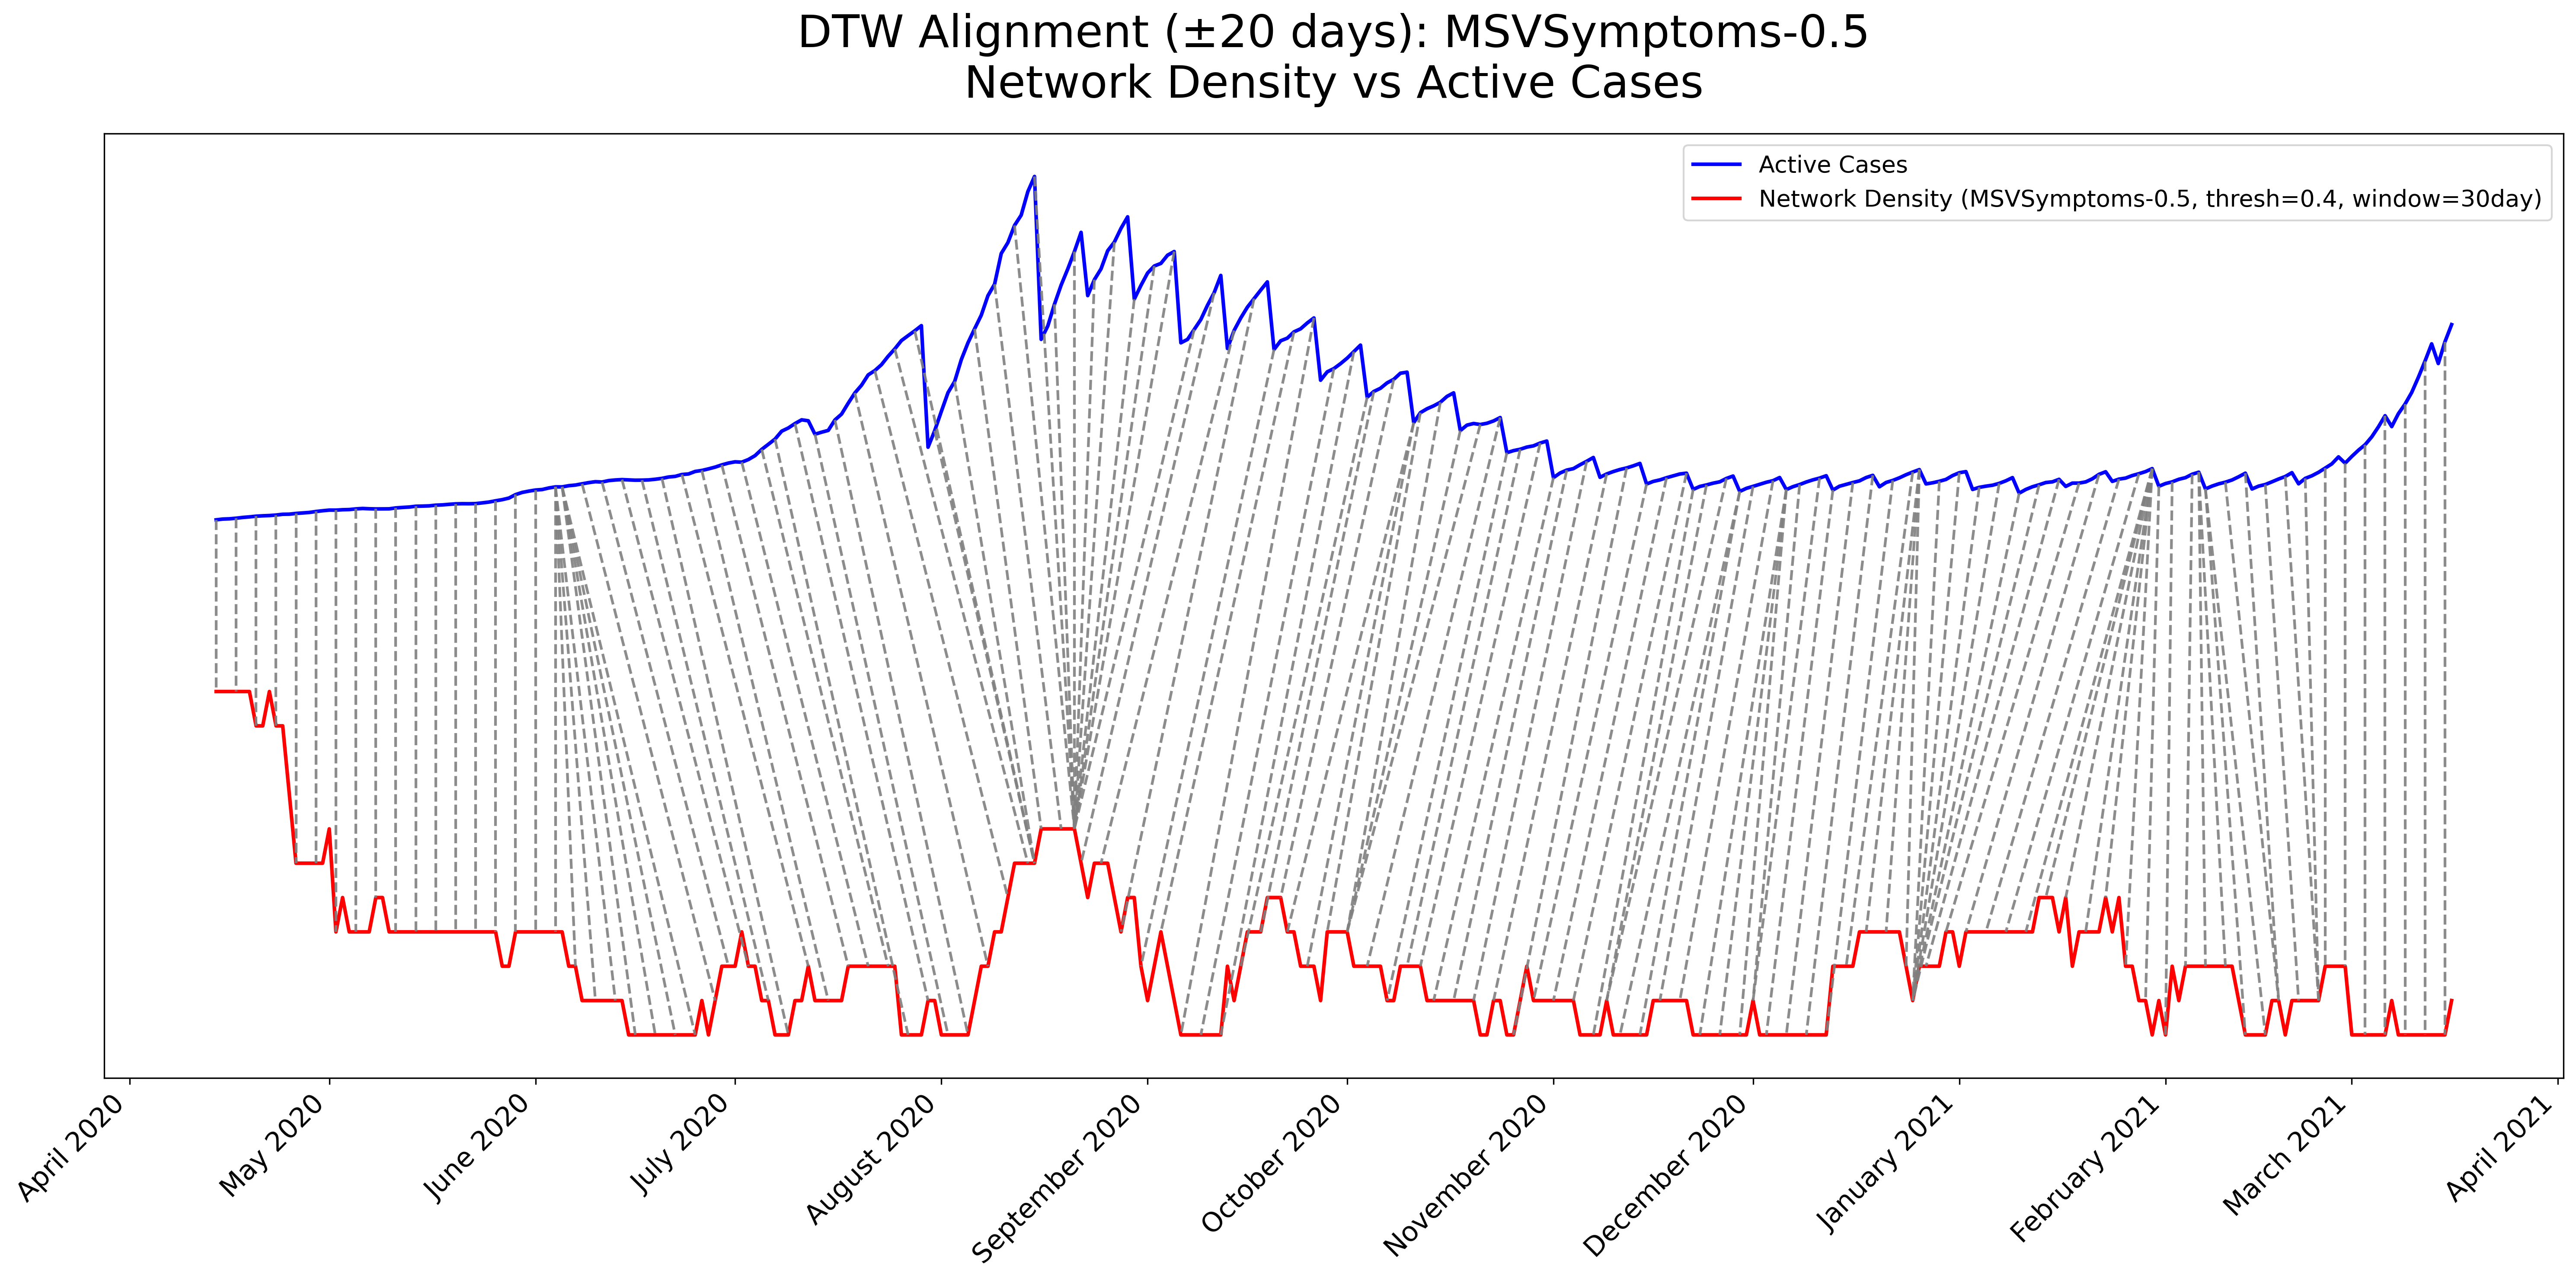 DTW Alignment (±20 days): MSVSymptoms-0.5
Network Density vs Active Cases
Active Cases
Network Density (MSVSymptoms-0.5, thresh=0.4, window=30day)
April 2020
May 2020
June 2020
July 2020
August 2020
September 2020
October 2020
November 2020
December 2020
January 2021
February 2021
March 2021
April 2021